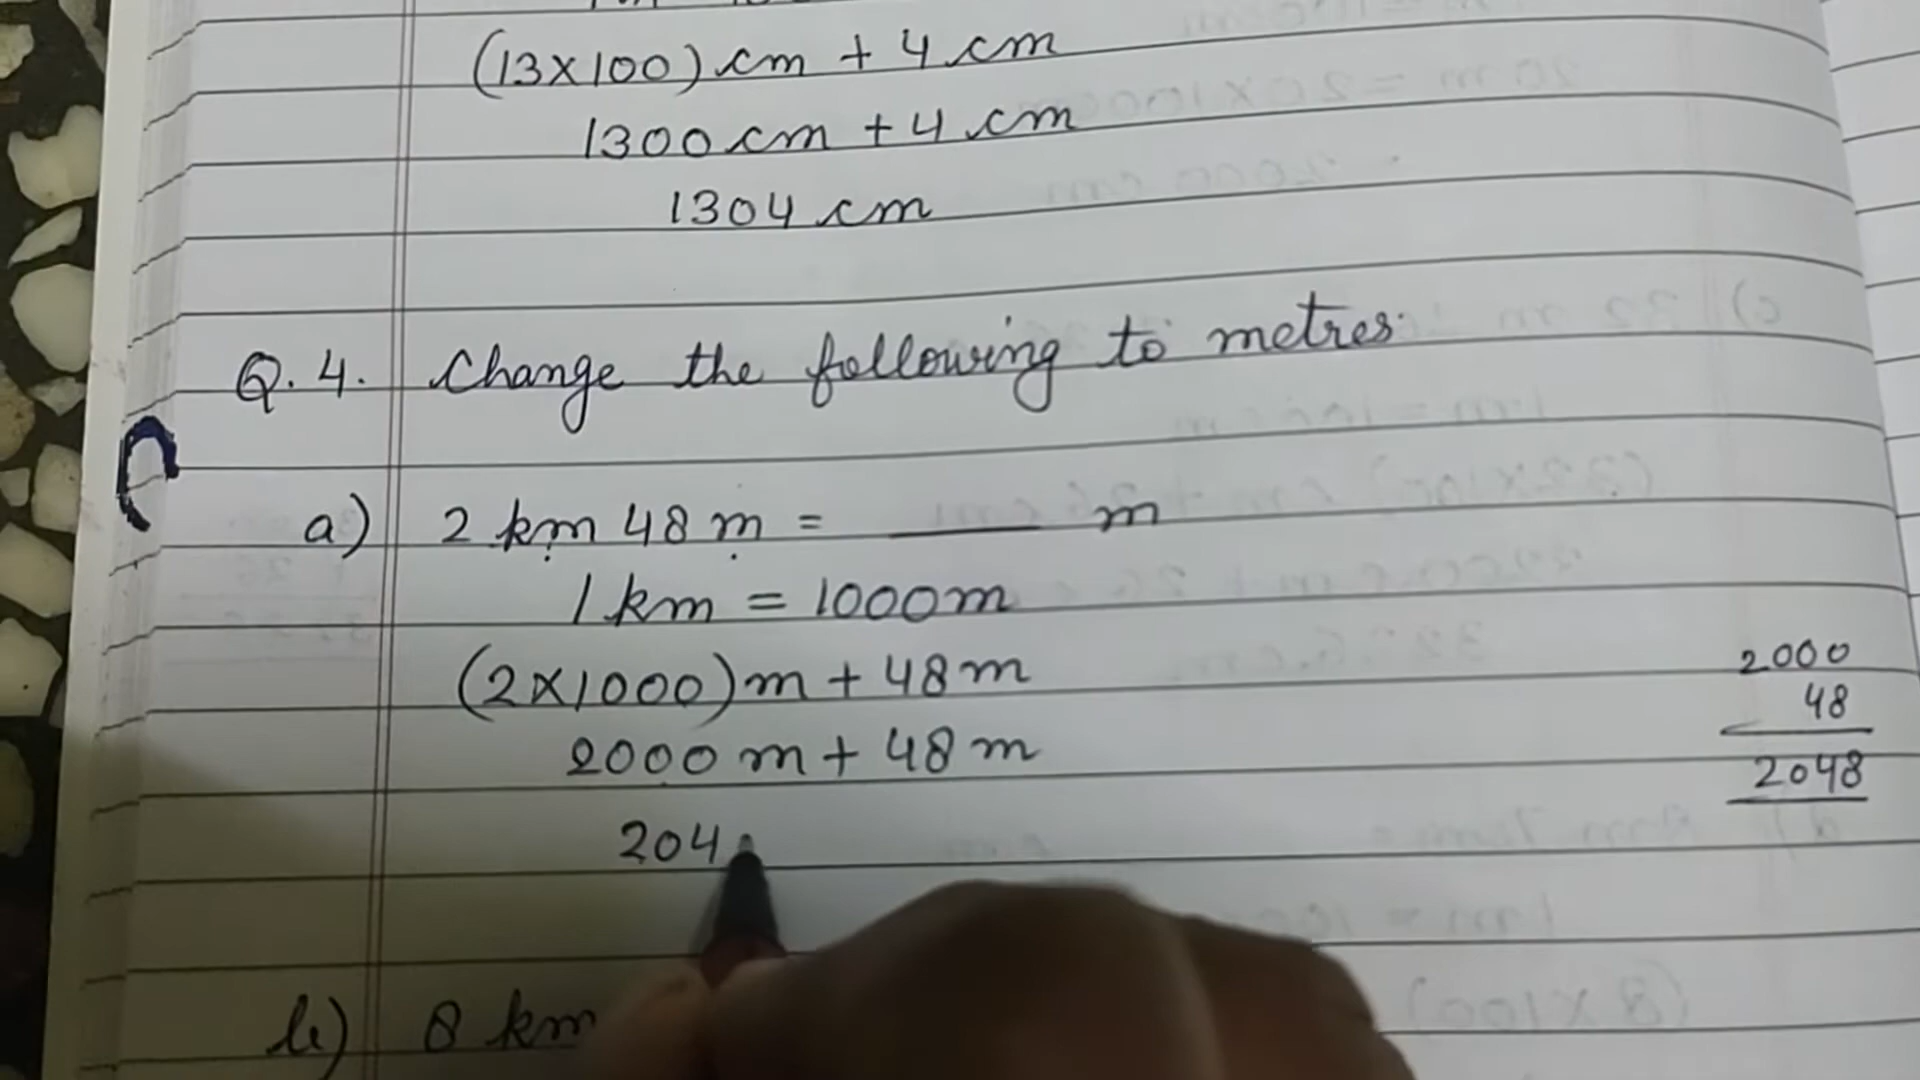 (13×100) cm + 4 cm
1300 cm + 4 cm
1304 cm
Q.4. Change the following to metres.
a) 2 km 48 m = ____ m
1 km = 1000 m
(2×1000) m + 48 m
2000 m + 48 m
204
2000
48
2048
b) 8 km